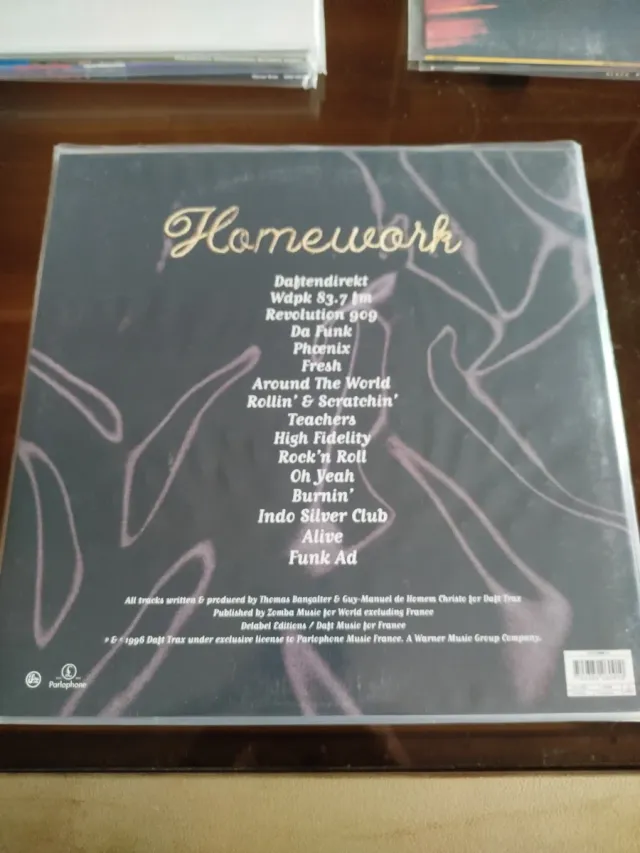 Homework
Daftendirekt
Wdpk 83.7 fm
Revolution 909
Da Funk
Phœnix
Fresh
Around The World
Rollin' & Scratchin'
Teachers
High Fidelity
Rock'n Roll
Oh Yeah
Burnin'
Indo Silver Club
Alive
Funk Ad
All tracks written & produced by Thomas Bangalter & Guy-Manuel de Homem Christo for Daft Trax
Published by Zomba Music for World excluding France
Delabel Editions / Daft Music for France
℗ & © 1996 Daft Trax under exclusive license to Parlophone Music France. A Warner Music Group Company.
Parlophone